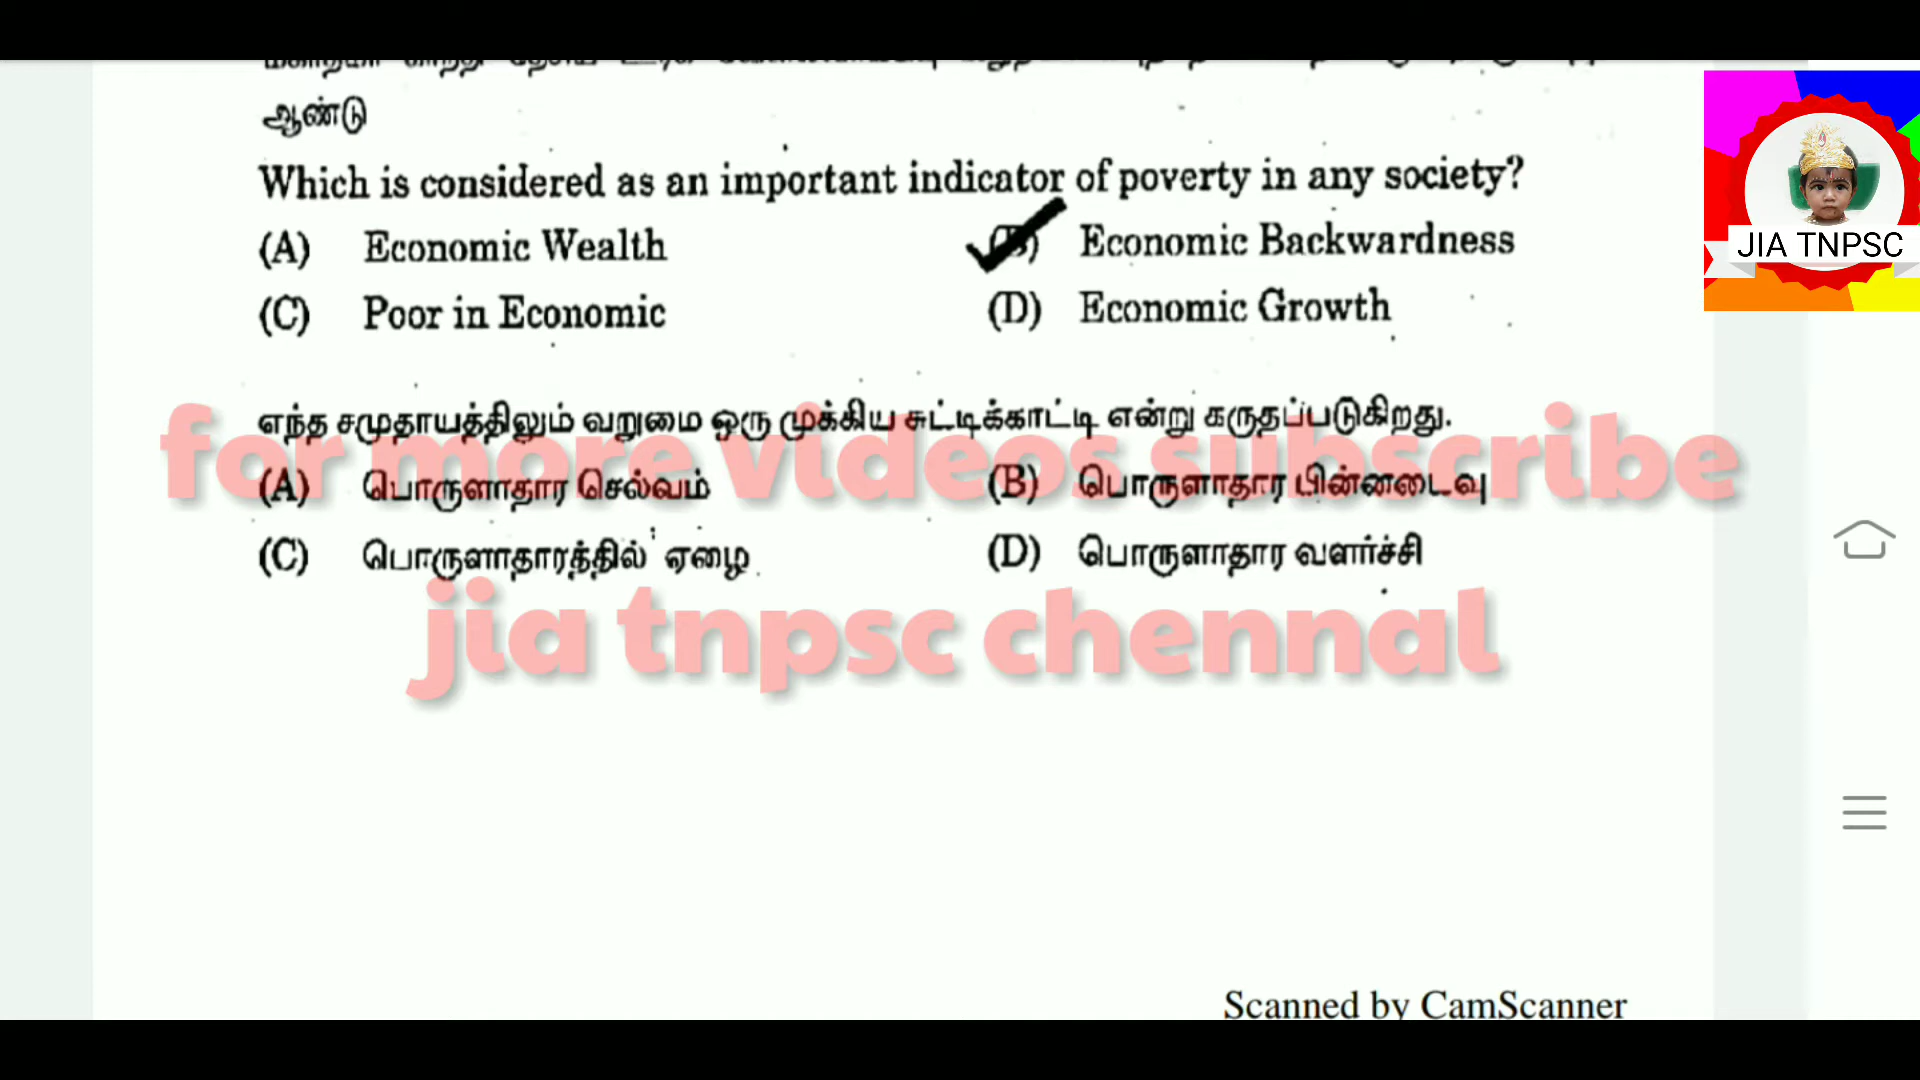 ஆண்டு
Which is considered as an important indicator of poverty in any society?
(A) Economic Wealth (B) Economic Backwardness
(C) Poor in Economic (D) Economic Growth
எந்த சமுதாயத்திலும் வறுமை ஒரு முக்கிய சுட்டிக்காட்டி என்று கருதப்படுகிறது.
for more videos subscribe
(A) பொருளாதார செல்வம் (B) பொருளாதார பின்னடைவு
(C) பொருளாதாரத்தில் ஏழை (D) பொருளாதார வளர்ச்சி
jia tnpsc chennal
JIA TNPSC
Scanned by CamScanner